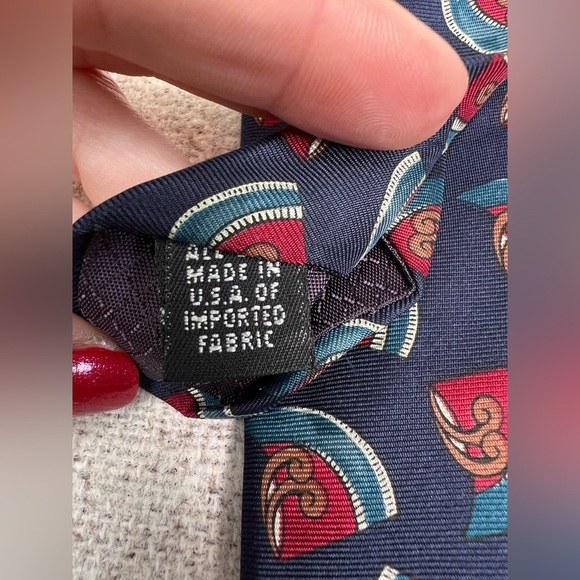 ALL
MADE IN
U.S.A. OF
IMPORTED
FABRIC